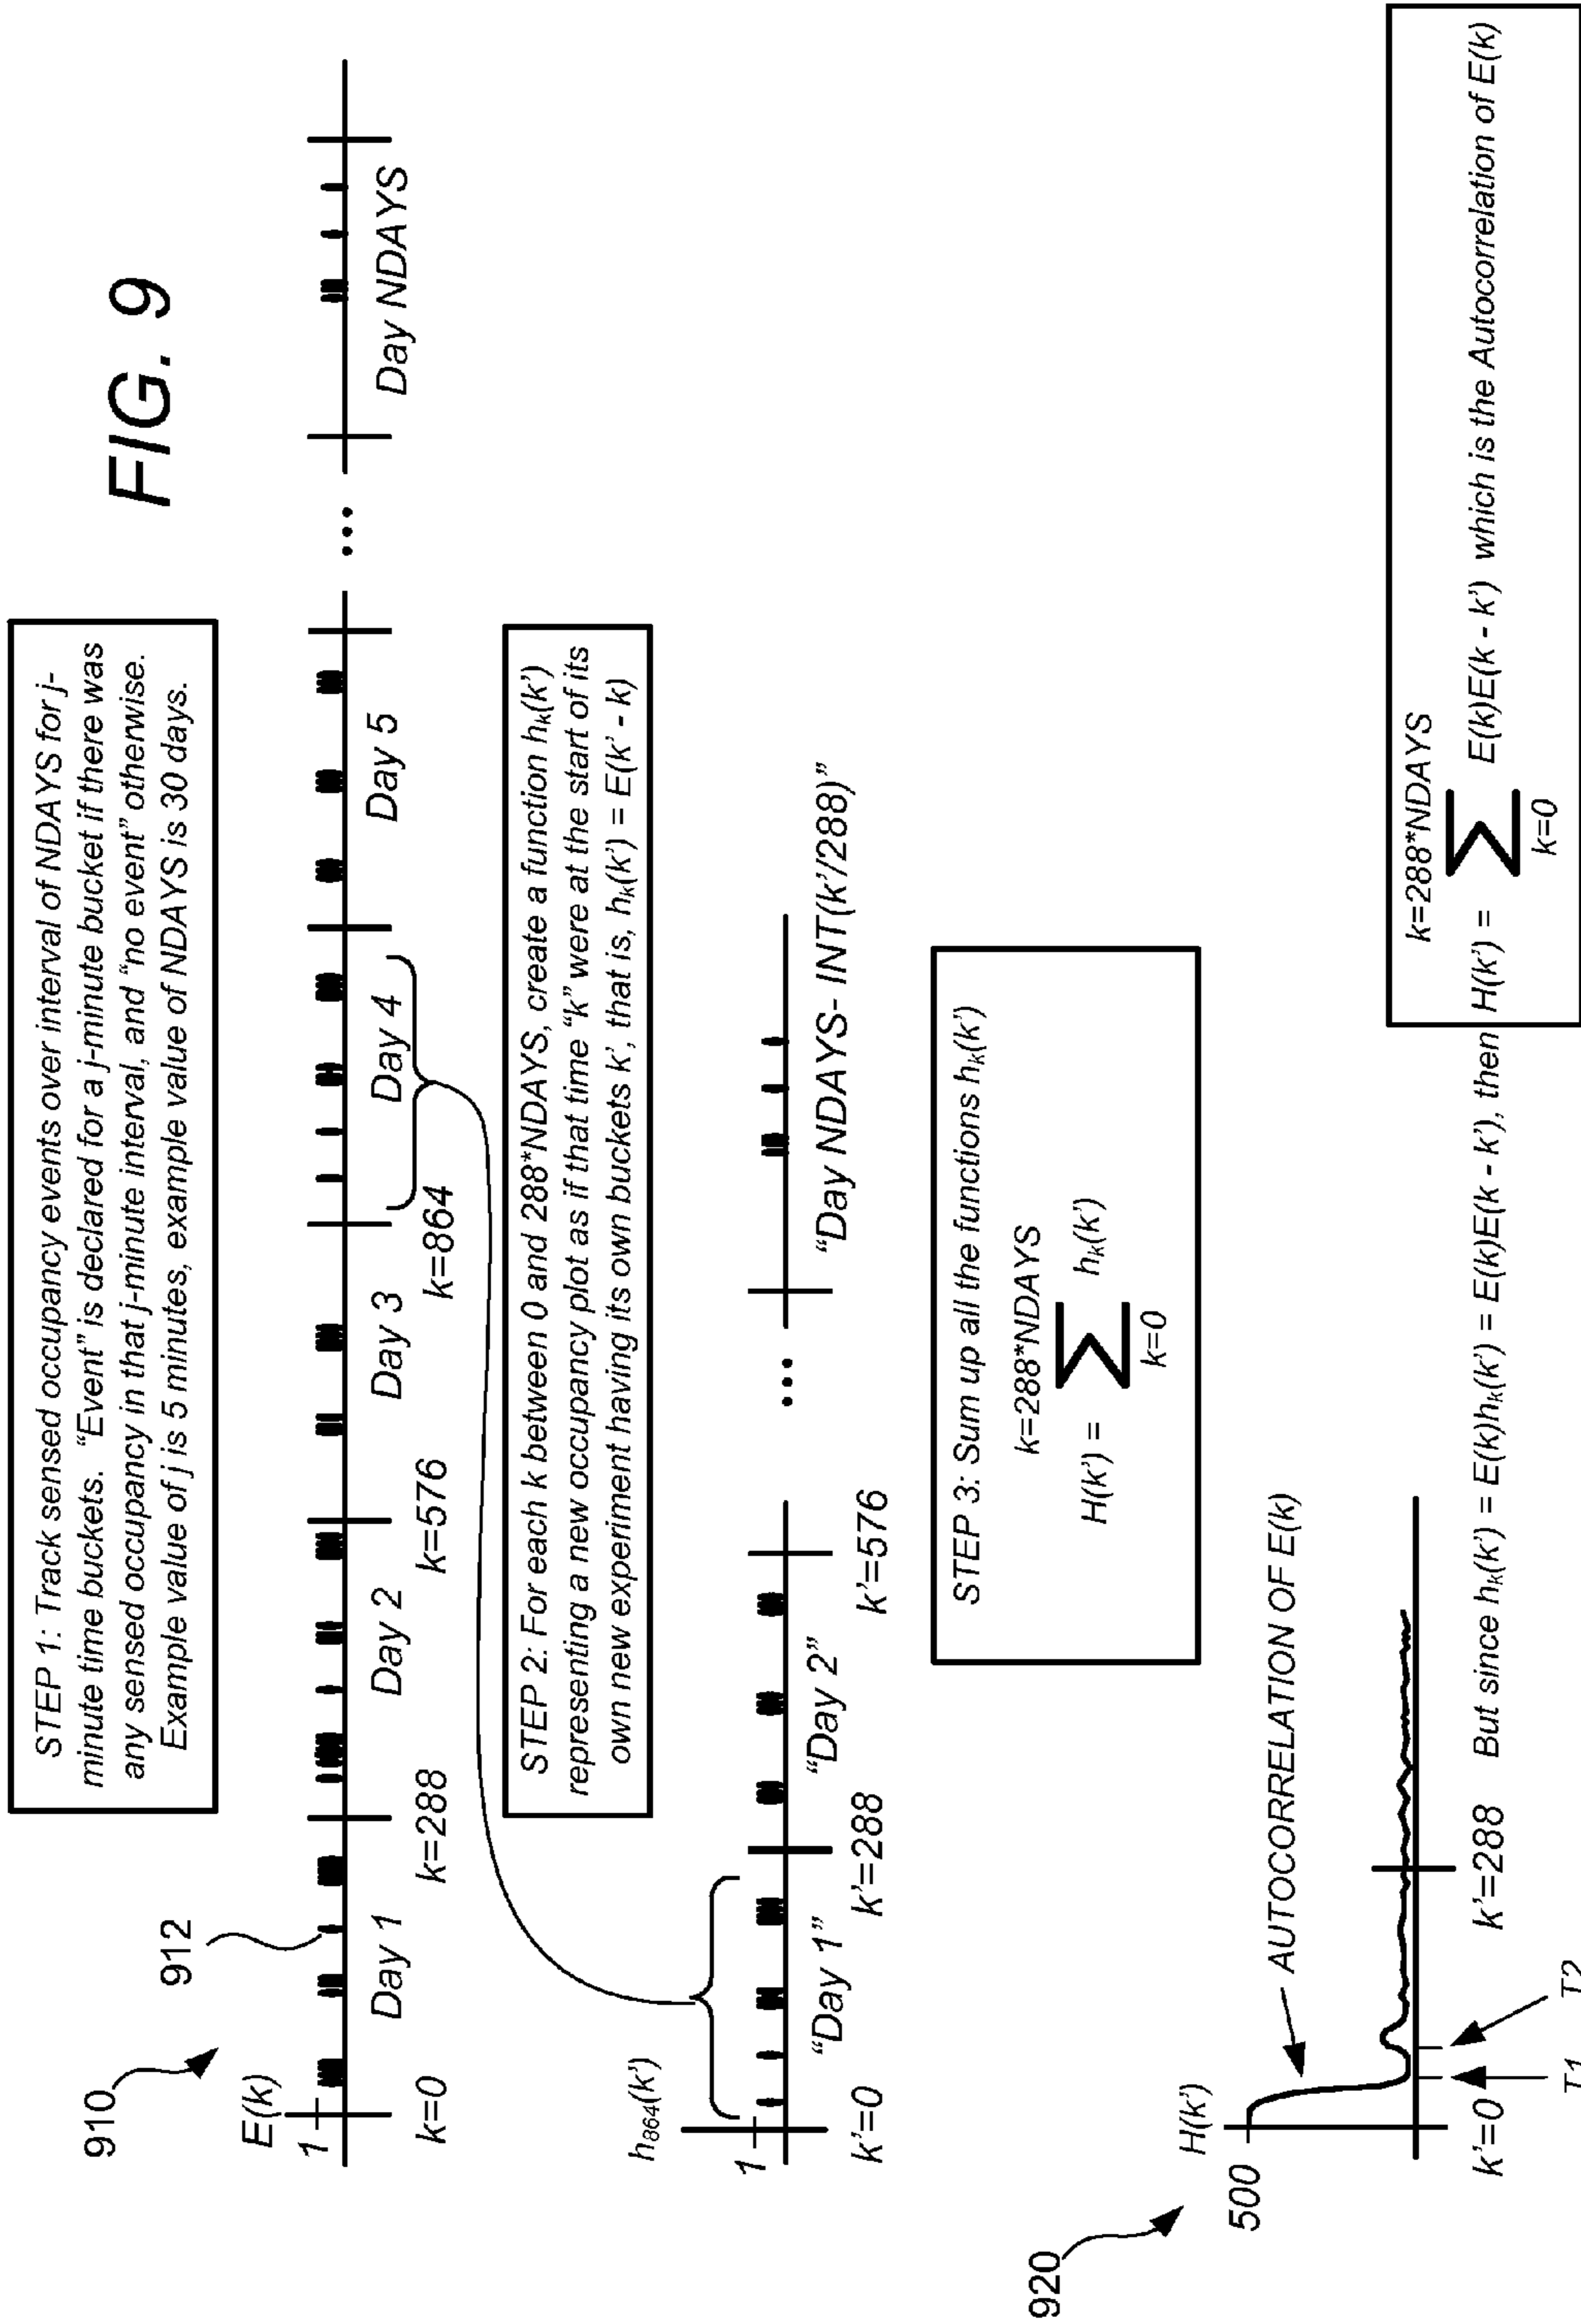 FIG. 9
STEP 1: Track sensed occupancy events over interval of NDAYS for j-
minute time buckets. “Event” is declared for a j-minute bucket if there was
any sensed occupancy in that j-minute interval, and “no event” otherwise.
Example value of j is 5 minutes, example value of NDAYS is 30 days.
910
912
E(k)
1
Day 1
Day 2
Day 3
Day 4
Day 5
...
Day NDAYS
k=0
k=288
k=576
k=864
STEP 2: For each k between 0 and 288*NDAYS, create a function hk(k’)
representing a new occupancy plot as if that time “k” were at the start of its
own new experiment having its own buckets k’, that is, hk(k’) = E(k’ - k)
h864(k’)
1
“Day 1”
“Day 2”
...
“Day NDAYS- INT(k’/288)”
k’=0
k’=288
k’=576
STEP 3: Sum up all the functions hk(k’)
k=288*NDAYS
H(k’) = Σ hk(k’)
k=0
920
H(k’)
500
AUTOCORRELATION OF E(k)
k’=0
T1
T2
k’=288
k=288*NDAYS
But since hk(k’) = E(k)hk(k’) = E(k)E(k - k’), then H(k’) = Σ E(k)E(k - k’) which is the Autocorrelation of E(k)
k=0